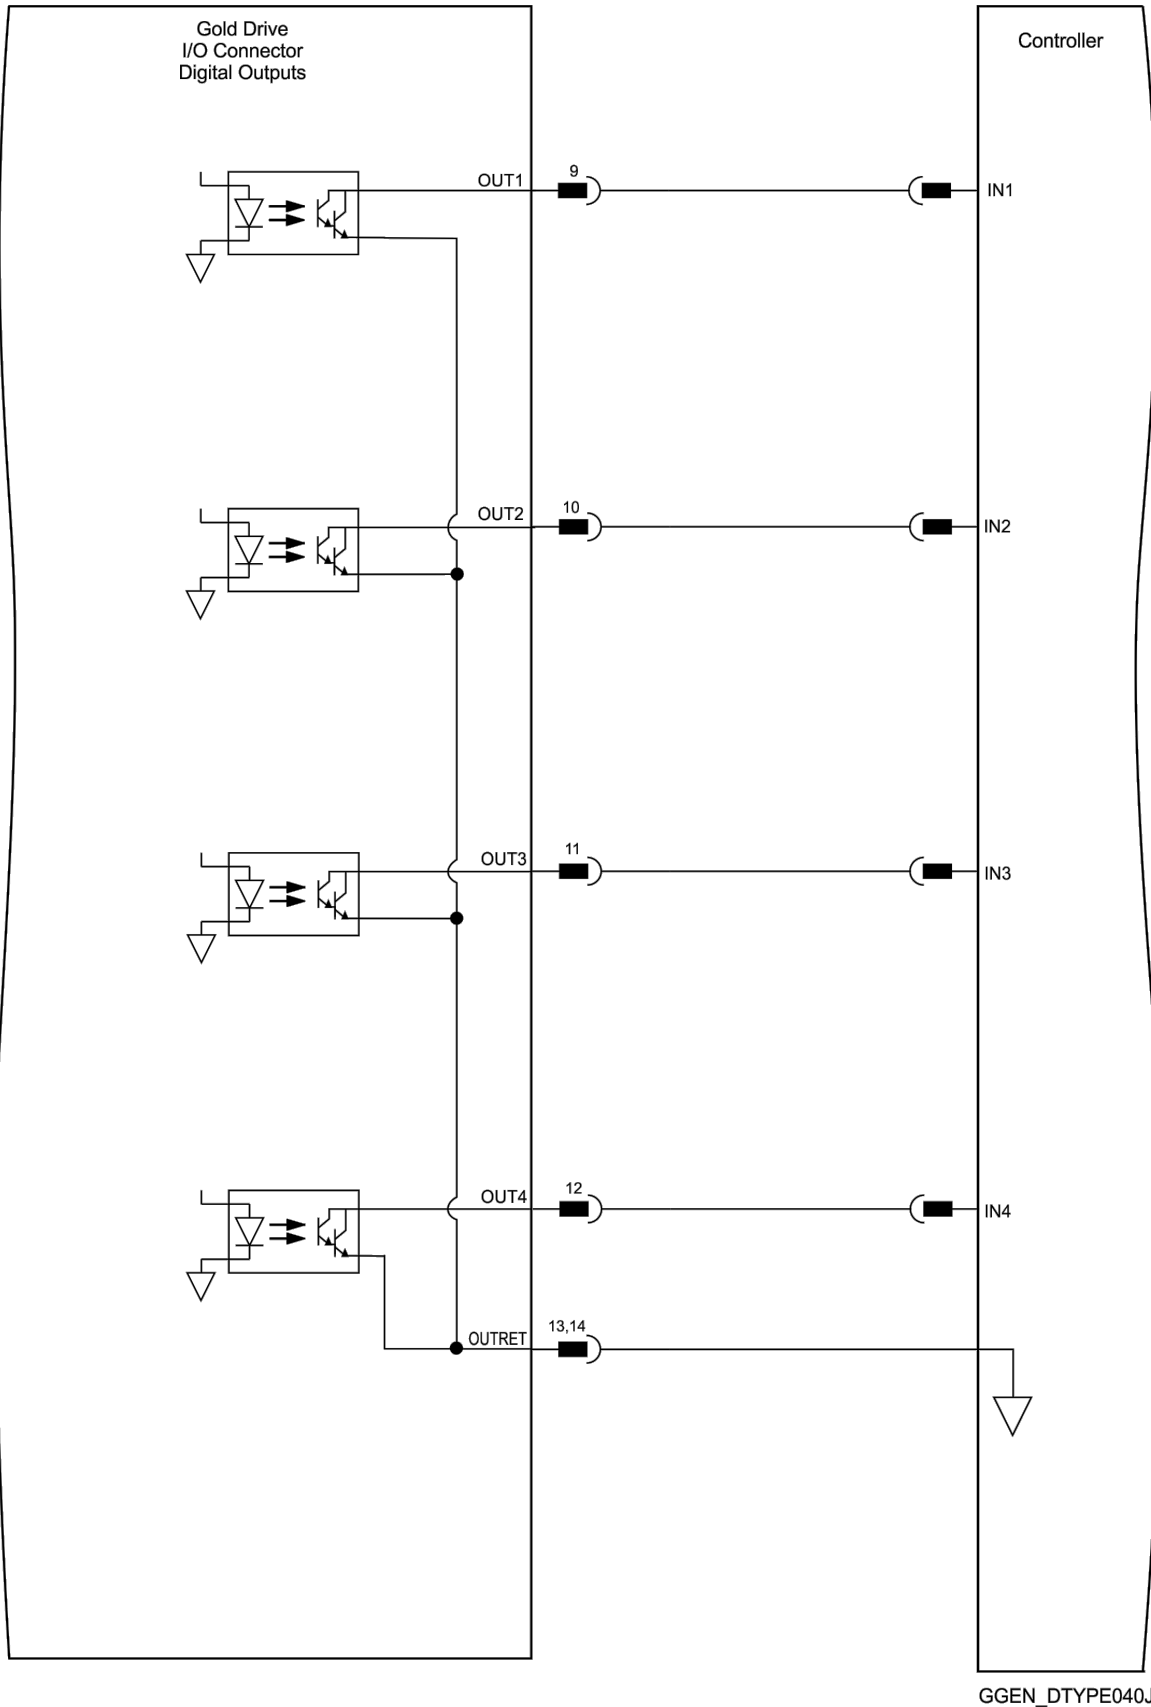 Gold Drive
I/O Connector
Digital Outputs
Controller
OUT1
9
IN1
OUT2
10
IN2
OUT3
11
IN3
OUT4
12
IN4
OUTRET
13,14
GGEN_DTYPE040J